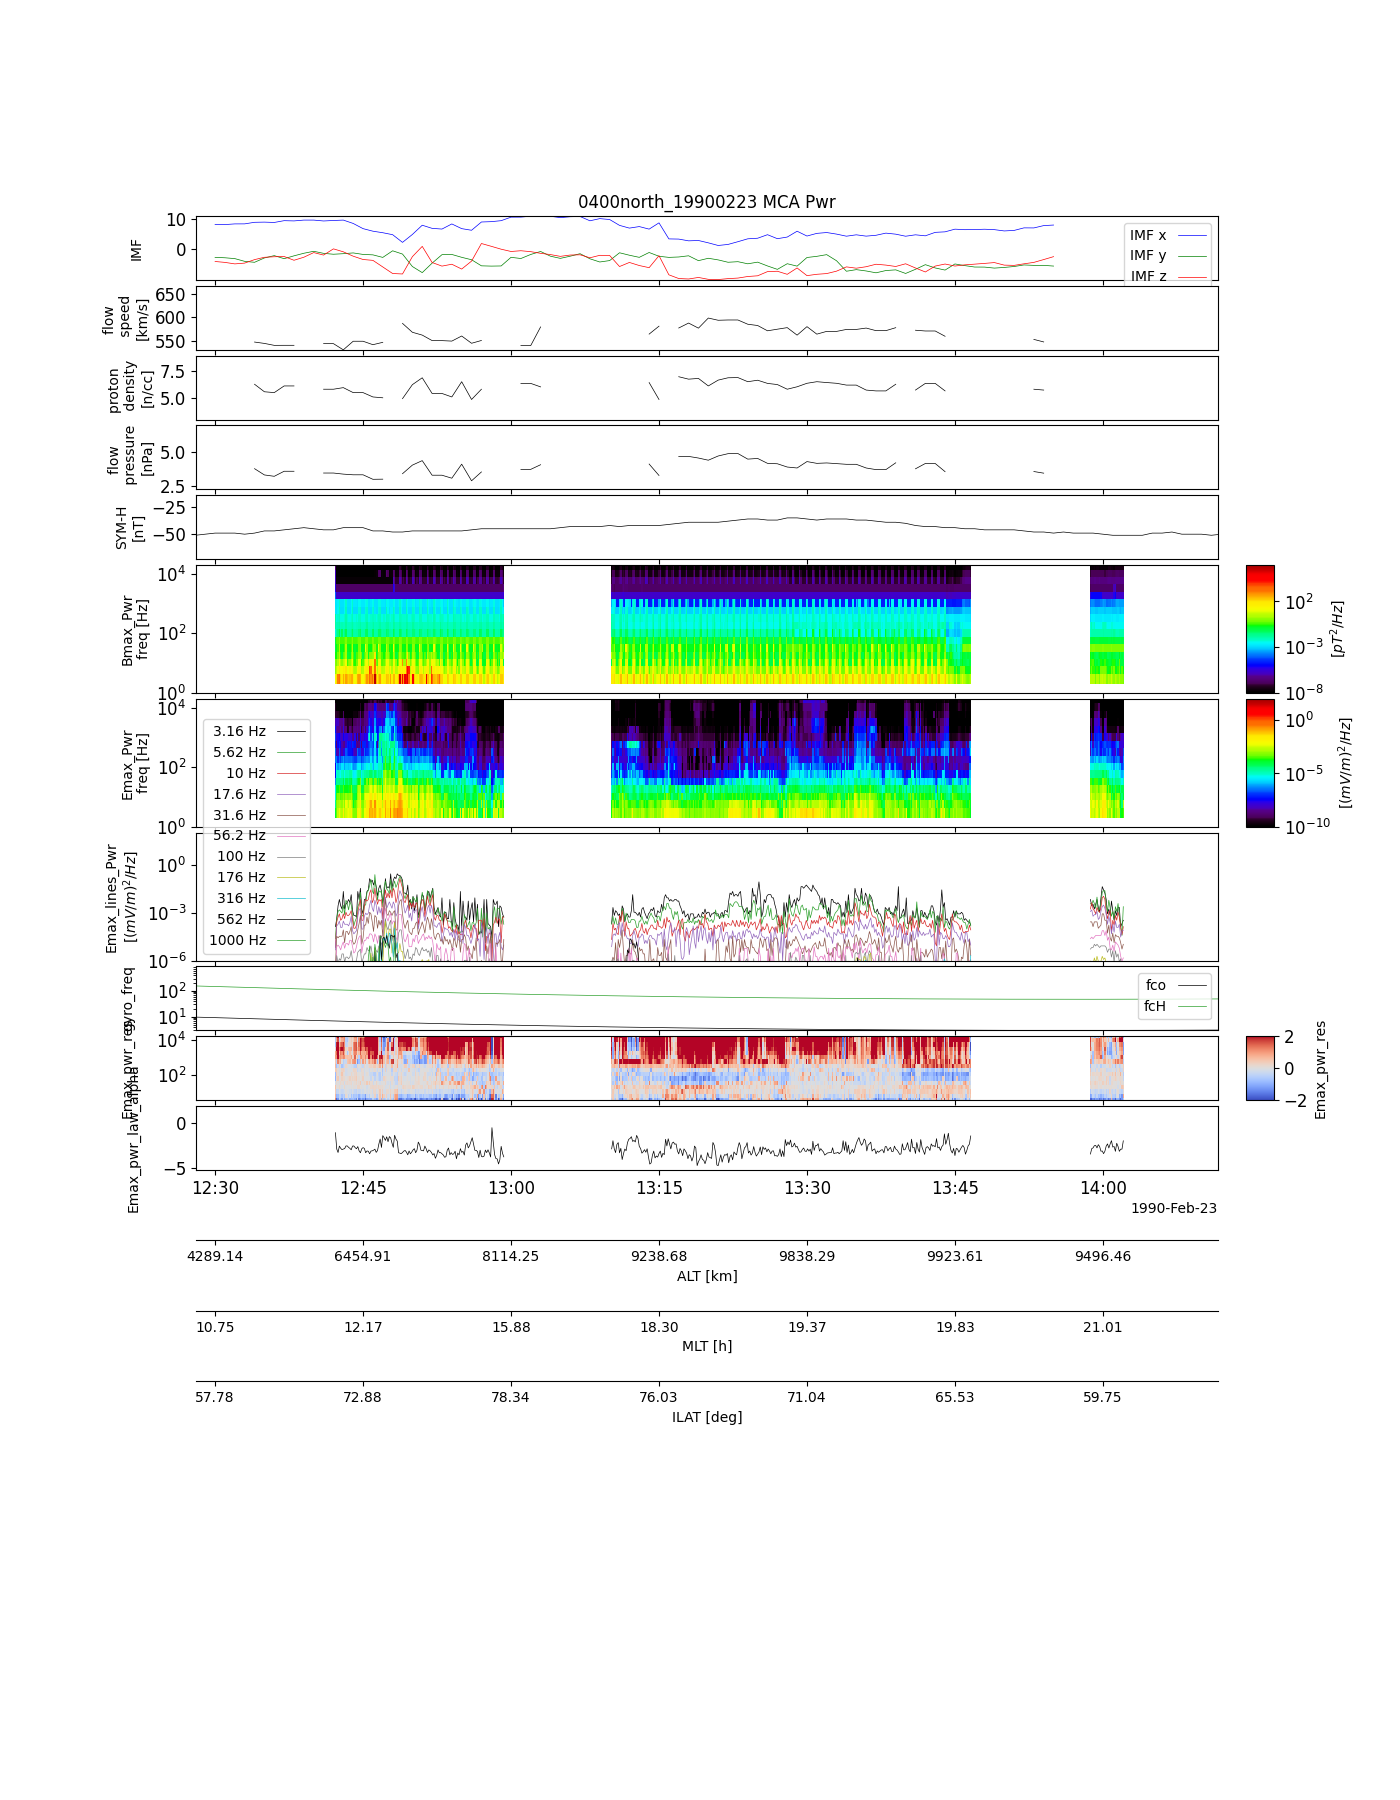 0400north_19900223 MCA Pwr
10
0
IMF
IMF x
IMF y
IMF z
650
600
550
flow
speed
[km/s]
7.5
5.0
proton
density
[n/cc]
5.0
2.5
flow
pressure
[nPa]
−25
−50
SYM-H
[nT]
10^4
10^2
10^0
Bmax_Pwr
freq [Hz]
10^2
10^−3
10^−8
[pT^2/Hz]
10^4
10^2
10^0
Emax_Pwr
freq [Hz]
10^0
10^−5
10^−10
[(mV/m)^2/Hz]
3.16 Hz
5.62 Hz
10 Hz
17.6 Hz
31.6 Hz
56.2 Hz
100 Hz
176 Hz
316 Hz
562 Hz
1000 Hz
10^0
10^−3
10^−6
Emax_lines_Pwr
[(mV/m)^2/Hz]
10^2
10^1
gyro_freq
fco
fcH
10^4
10^2
Emax_pwr_res
2
0
−2
Emax_pwr_res
0
−5
Emax_pwr_law_alpha
12:30 12:45 13:00 13:15 13:30 13:45 14:00
1990-Feb-23
4289.14 6454.91 8114.25 9238.68 9838.29 9923.61 9496.46
ALT [km]
10.75 12.17 15.88 18.30 19.37 19.83 21.01
MLT [h]
57.78 72.88 78.34 76.03 71.04 65.53 59.75
ILAT [deg]